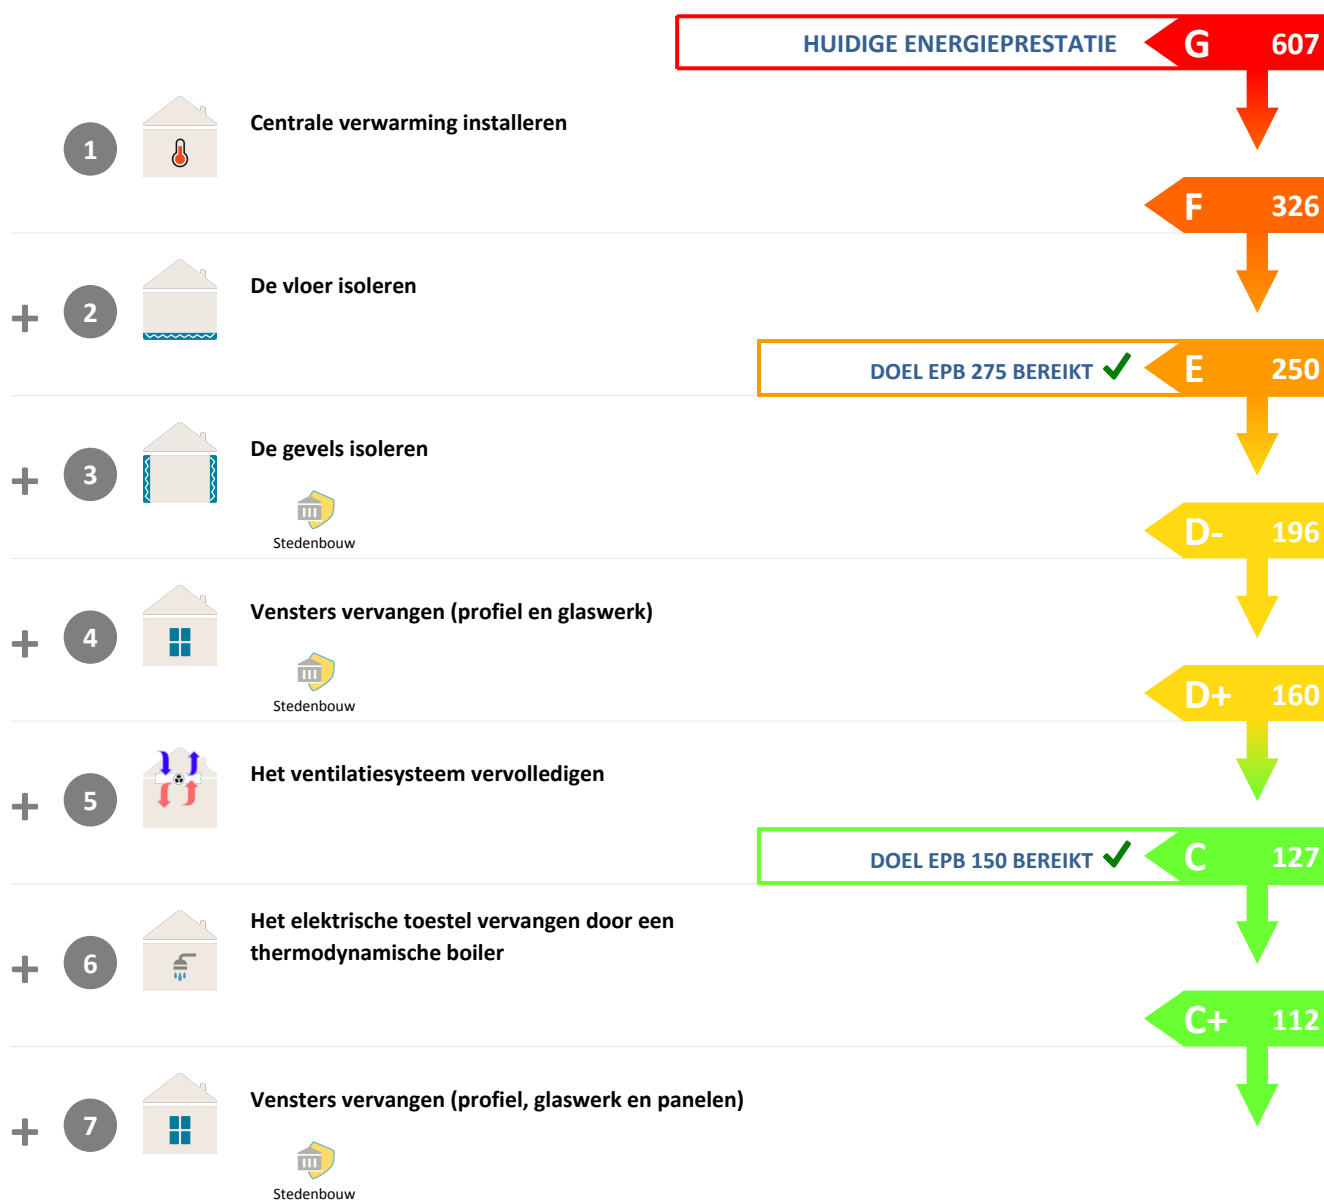 HUIDIGE ENERGIEPRESTATIE G 607
1 Centrale verwarming installeren
F 326
+ 2 De vloer isoleren
DOEL EPB 275 BEREIKT ✔ E 250
+ 3 De gevels isoleren
Stedenbouw
D- 196
+ 4 Vensters vervangen (profiel en glaswerk)
Stedenbouw
D+ 160
+ 5 Het ventilatiesysteem vervolledigen
DOEL EPB 150 BEREIKT ✔ C 127
+ 6 Het elektrische toestel vervangen door een
thermodynamische boiler
C+ 112
+ 7 Vensters vervangen (profiel, glaswerk en panelen)
Stedenbouw